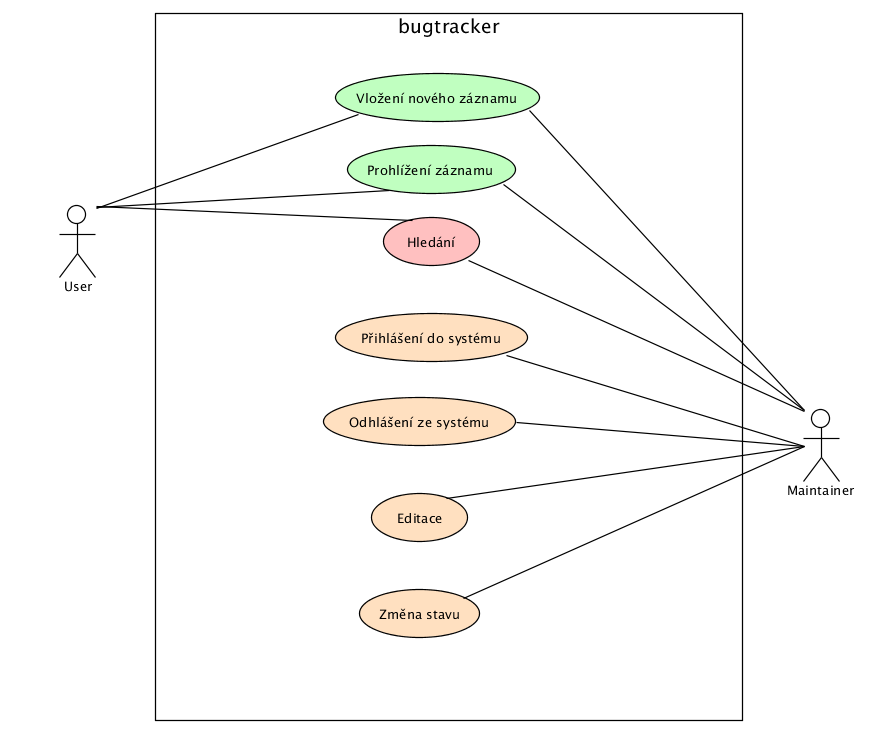 bugtracker
Vložení nového záznamu
Prohlížení záznamu
Hledání
User
Přihlášení do systému
Odhlášení ze systému
Maintainer
Editace
Změna stavu